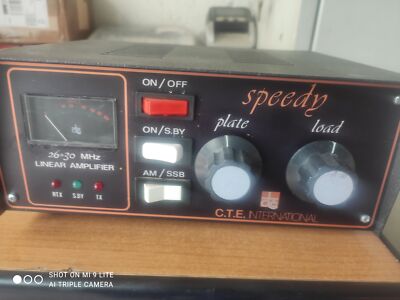 ON/OFF
speedy
ON/S.BY
plate
load
26-30 MHz
LINEAR AMPLIFIER
AM/SSB
RTX S.BY TX
C.T.E. INTERNATIONAL
SHOT ON MI 9 LITE
AI TRIPLE CAMERA